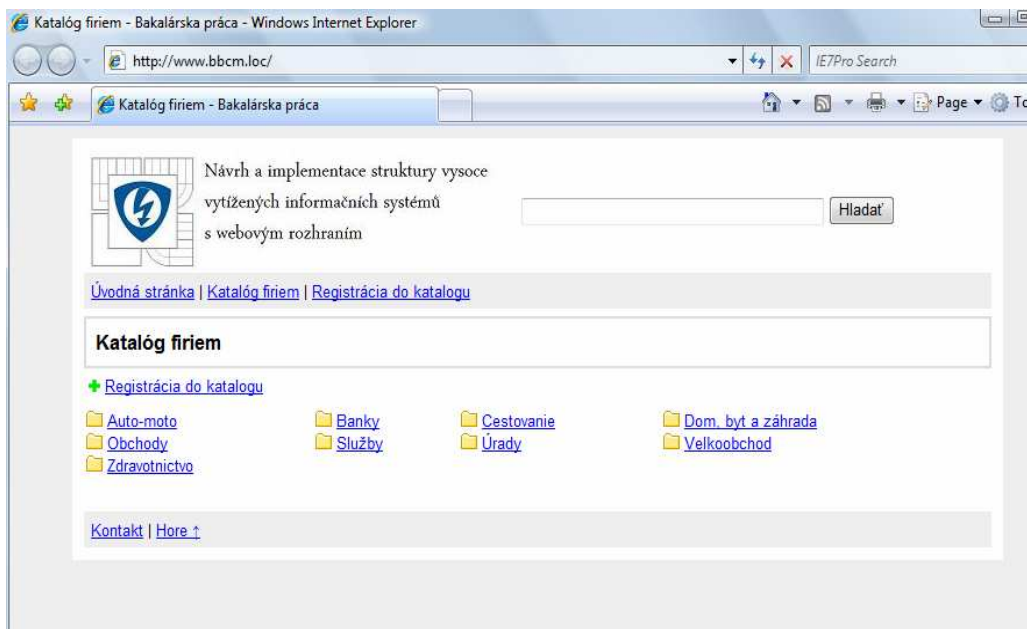 Katalóg firiem - Bakalárska práca - Windows Internet Explorer
http://www.bbcm.loc/
IE7Pro Search
Katalóg firiem - Bakalárska práca
Page
Návrh a implementace struktury vysoce
vytížených informačních systémů
s webovým rozhraním
Hladať
Úvodná stránka | Katalóg firiem | Registrácia do katalogu
Katalóg firiem
Registrácia do katalogu
Auto-moto Banky Cestovanie Dom, byt a záhrada
Obchody Služby Úrady Velkoobchod
Zdravotnictvo
Kontakt | Hore ↑